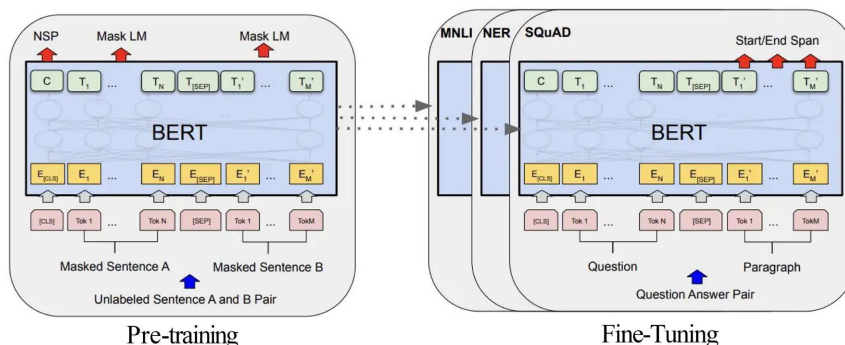 NSP Mask LM Mask LM
C T1 ... TN T[SEP] T1' ... TM'
BERT
E[CLS] E1 ... EN E[SEP] E1' ... EM'
[CLS] Tok 1 ... Tok N [SEP] Tok 1 ... TokM
Masked Sentence A Masked Sentence B
Unlabeled Sentence A and B Pair
Pre-training
MNLI NER SQuAD
Start/End Span
C T1 ... TN T[SEP] T1' ... TM'
BERT
E[CLS] E1 ... EN E[SEP] E1' ... EM'
[CLS] Tok 1 ... Tok N [SEP] Tok 1 ... TokM
Question Paragraph
Question Answer Pair
Fine-Tuning